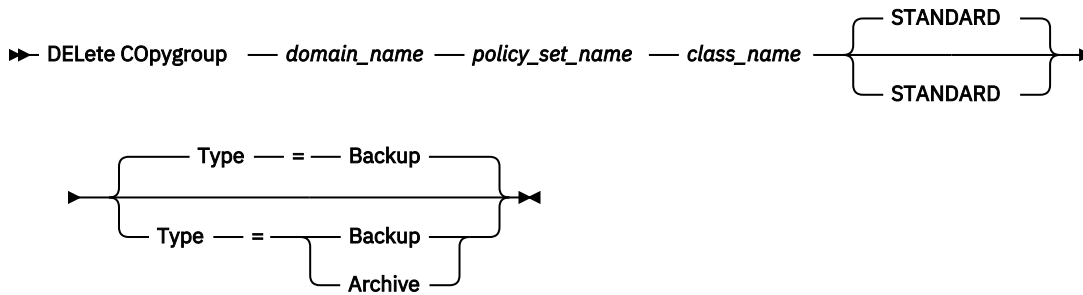 STANDARD
DELete COpygroup domain_name policy_set_name class_name
STANDARD
Type = Backup
Type = Backup
Archive